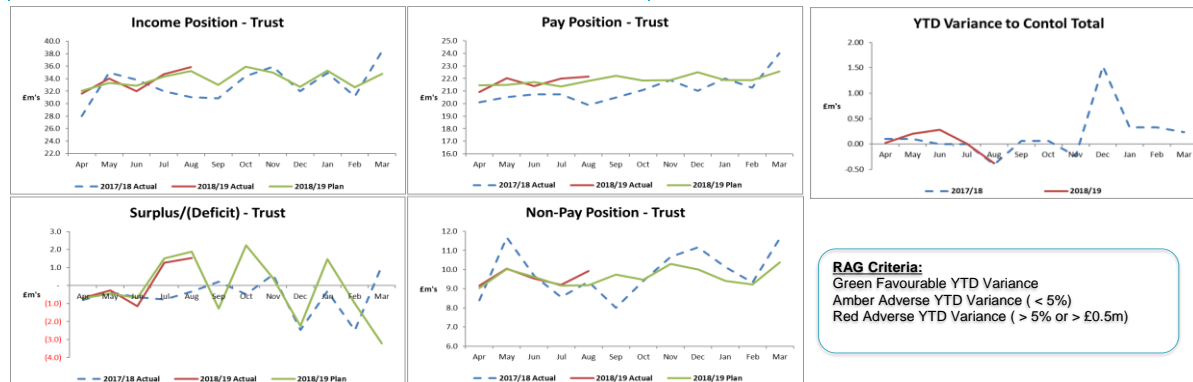 Income Position - Trust
40.0
38.0
36.0
34.0
32.0
30.0
28.0
26.0
24.0
22.0
£m's
Apr May Jun Jul Aug Sep Oct Nov Dec Jan Feb Mar
2017/18 Actual 2018/19 Actual 2018/19 Plan
Pay Position - Trust
25.0
24.0
23.0
22.0
21.0
20.0
19.0
18.0
17.0
16.0
£m's
Apr May Jun Jul Aug Sep Oct Nov Dec Jan Feb Mar
2017/18 Actual 2018/19 Actual 2018/19 Plan
YTD Variance to Contol Total
2.00
1.50
1.00
0.50
0.00
-0.50
£m's
Apr May Jun Jul Aug Sep Oct Nov Dec Jan Feb Mar
2017/18 2018/19
Surplus/(Deficit) - Trust
3.0
2.0
1.0
-
(1.0)
(2.0)
(3.0)
(4.0)
£m's
Apr May Jun Jul Aug Sep Oct Nov Dec Jan Feb Mar
2017/18 Actual 2018/19 Actual 2018/19 Plan
Non-Pay Position - Trust
12.0
11.0
10.0
9.0
8.0
7.0
6.0
£m's
Apr May Jun Jul Aug Sep Oct Nov Dec Jan Feb Mar
2017/18 Actual 2018/19 Actual 2018/19 Plan
RAG Criteria:
Green Favourable YTD Variance
Amber Adverse YTD Variance ( < 5%)
Red Adverse YTD Variance ( > 5% or > £0.5m)